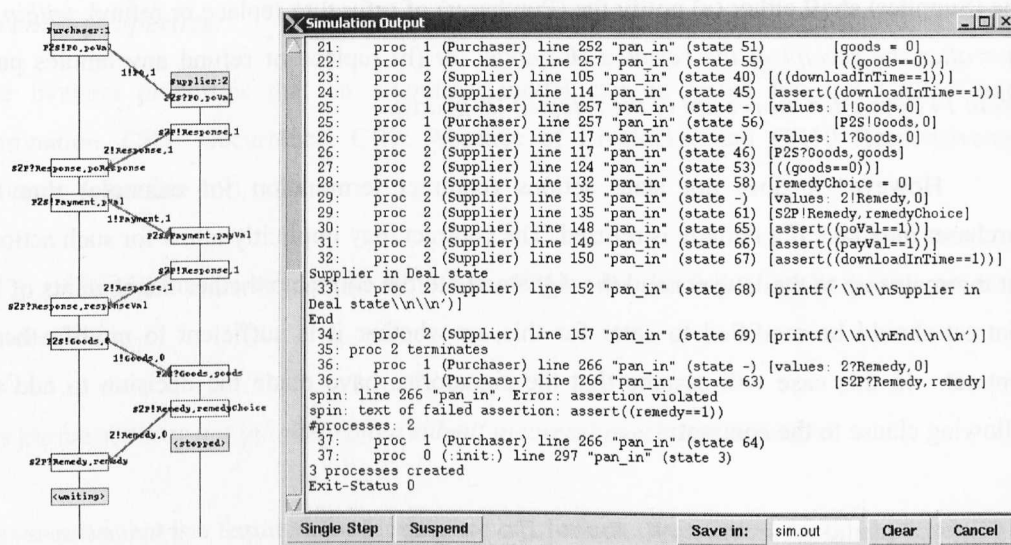 Purchaser:1
P2S!PO,poVal
1!PO,1
Supplier:2
P2S?PO,poVal
S2P!Response,1
2!Response,1
S2P?Response,poResponse
P2S!Payment,
1!Payment,1
Payment,payVal
S2P!Response,1
2!Response,1
P2S!Goods,0
1!Goods,0
Goods,goods
S2P!Remedy,remedyChoice
2!Remedy,0
<stopped>
S2P?Remedy,remedy
<waiting>
Simulation Output
21: proc 1 (Purchaser) line 252 "pan_in" (state 51) [goods = 0]
22: proc 1 (Purchaser) line 257 "pan_in" (state 55) [((goods==0))]
23: proc 2 (Supplier) line 105 "pan_in" (state 40) [((downloadInTime==1))]
24: proc 2 (Supplier) line 114 "pan_in" (state 45) [assert((downloadInTime==1))]
25: proc 1 (Purchaser) line 257 "pan_in" (state -) [values: 1!Goods,0]
25: proc 1 (Purchaser) line 257 "pan_in" (state 56) [P2S!Goods,0]
26: proc 2 (Supplier) line 117 "pan_in" (state -) [values: 1?Goods,0]
26: proc 2 (Supplier) line 117 "pan_in" (state 46) [P2S?Goods,goods]
27: proc 2 (Supplier) line 124 "pan_in" (state 53) [((goods==0))]
28: proc 2 (Supplier) line 132 "pan_in" (state 58) [remedyChoice = 0]
29: proc 2 (Supplier) line 135 "pan_in" (state -) [values: 2!Remedy,0]
29: proc 2 (Supplier) line 135 "pan_in" (state 61) [S2P!Remedy,remedyChoice]
30: proc 2 (Supplier) line 148 "pan_in" (state 65) [assert((poVal==1))]
31: proc 2 (Supplier) line 149 "pan_in" (state 66) [assert((payVal==1))]
32: proc 2 (Supplier) line 150 "pan_in" (state 67) [assert((downloadInTime==1))]
Supplier in Deal state
33: proc 2 (Supplier) line 152 "pan_in" (state 68) [printf('\\n\\nSupplier in
Deal state\\n\\n')]
End
34: proc 2 (Supplier) line 157 "pan_in" (state 69) [printf('\\n\\nEnd\\n\\n')]
35: proc 2 terminates
36: proc 1 (Purchaser) line 266 "pan_in" (state -) [values: 2?Remedy,0]
36: proc 1 (Purchaser) line 266 "pan_in" (state 63) [S2P?Remedy,remedy]
spin: line 266 "pan_in", Error: assertion violated
spin: text of failed assertion: assert((remedy==1))
#processes: 2
37: proc 1 (Purchaser) line 266 "pan_in" (state 64)
37: proc 0 (:init:) line 297 "pan_in" (state 3)
3 processes created
Exit-Status 0
Single Step Suspend Save in: sim.out Clear Cancel